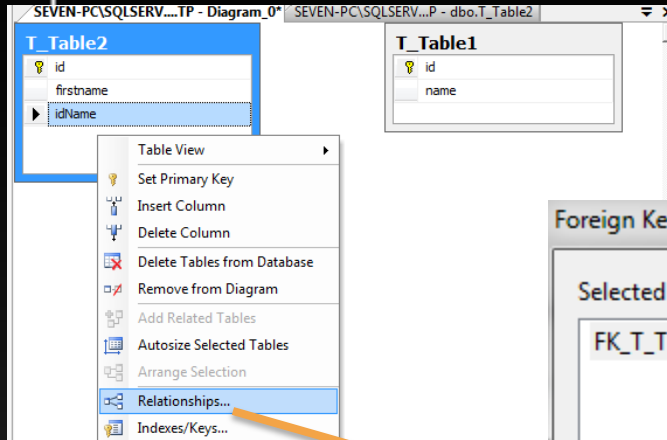 SEVEN-PC\SQLSERV....TP - Diagram_0* SEVEN-PC\SQLSERV...P - dbo.T_Table2
T_Table2
id
firstname
idName
T_Table1
id
name
Table View
Set Primary Key
Insert Column
Delete Column
Delete Tables from Database
Remove from Diagram
Add Related Tables
Autosize Selected Tables
Arrange Selection
Relationships...
Indexes/Keys...
Foreign Ke
Selected
FK_T_T